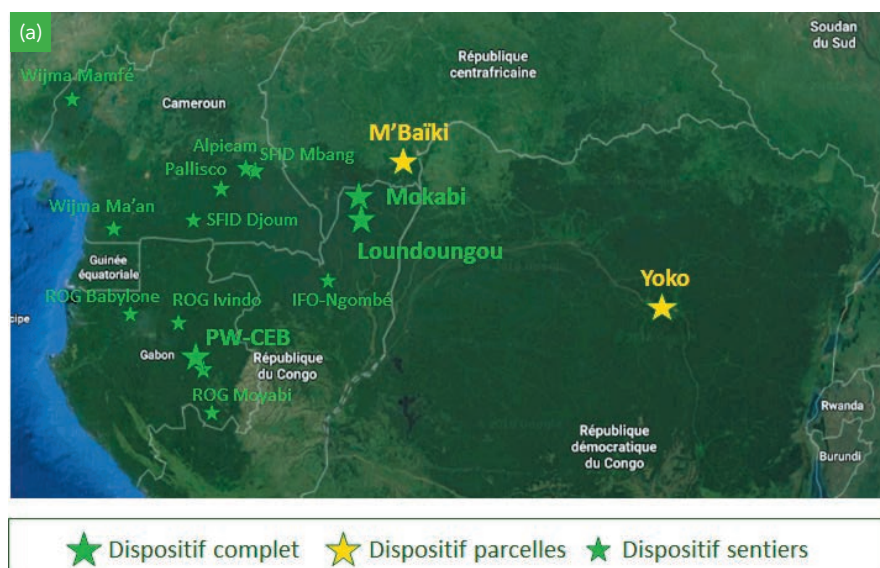 (a)
Soudan
du Sud
République
centrafricaine
Wijma Mamfé
Cameroun
M'Baïki
Alpicam
SFID Mbang
Pallisco
Mokabi
Wijma Ma'an
SFID Djoum
Loundoungou
Guinée
équatoriale
Yoko
ROG Babylone
ROG Ivindo
IFO-Ngombé
cipe
PW-CEB
Gabon
République
du Congo
ROG Moyabi
Rwanda
République
démocratique
du Congo
Burundi
Dispositif complet Dispositif parcelles Dispositif sentiers